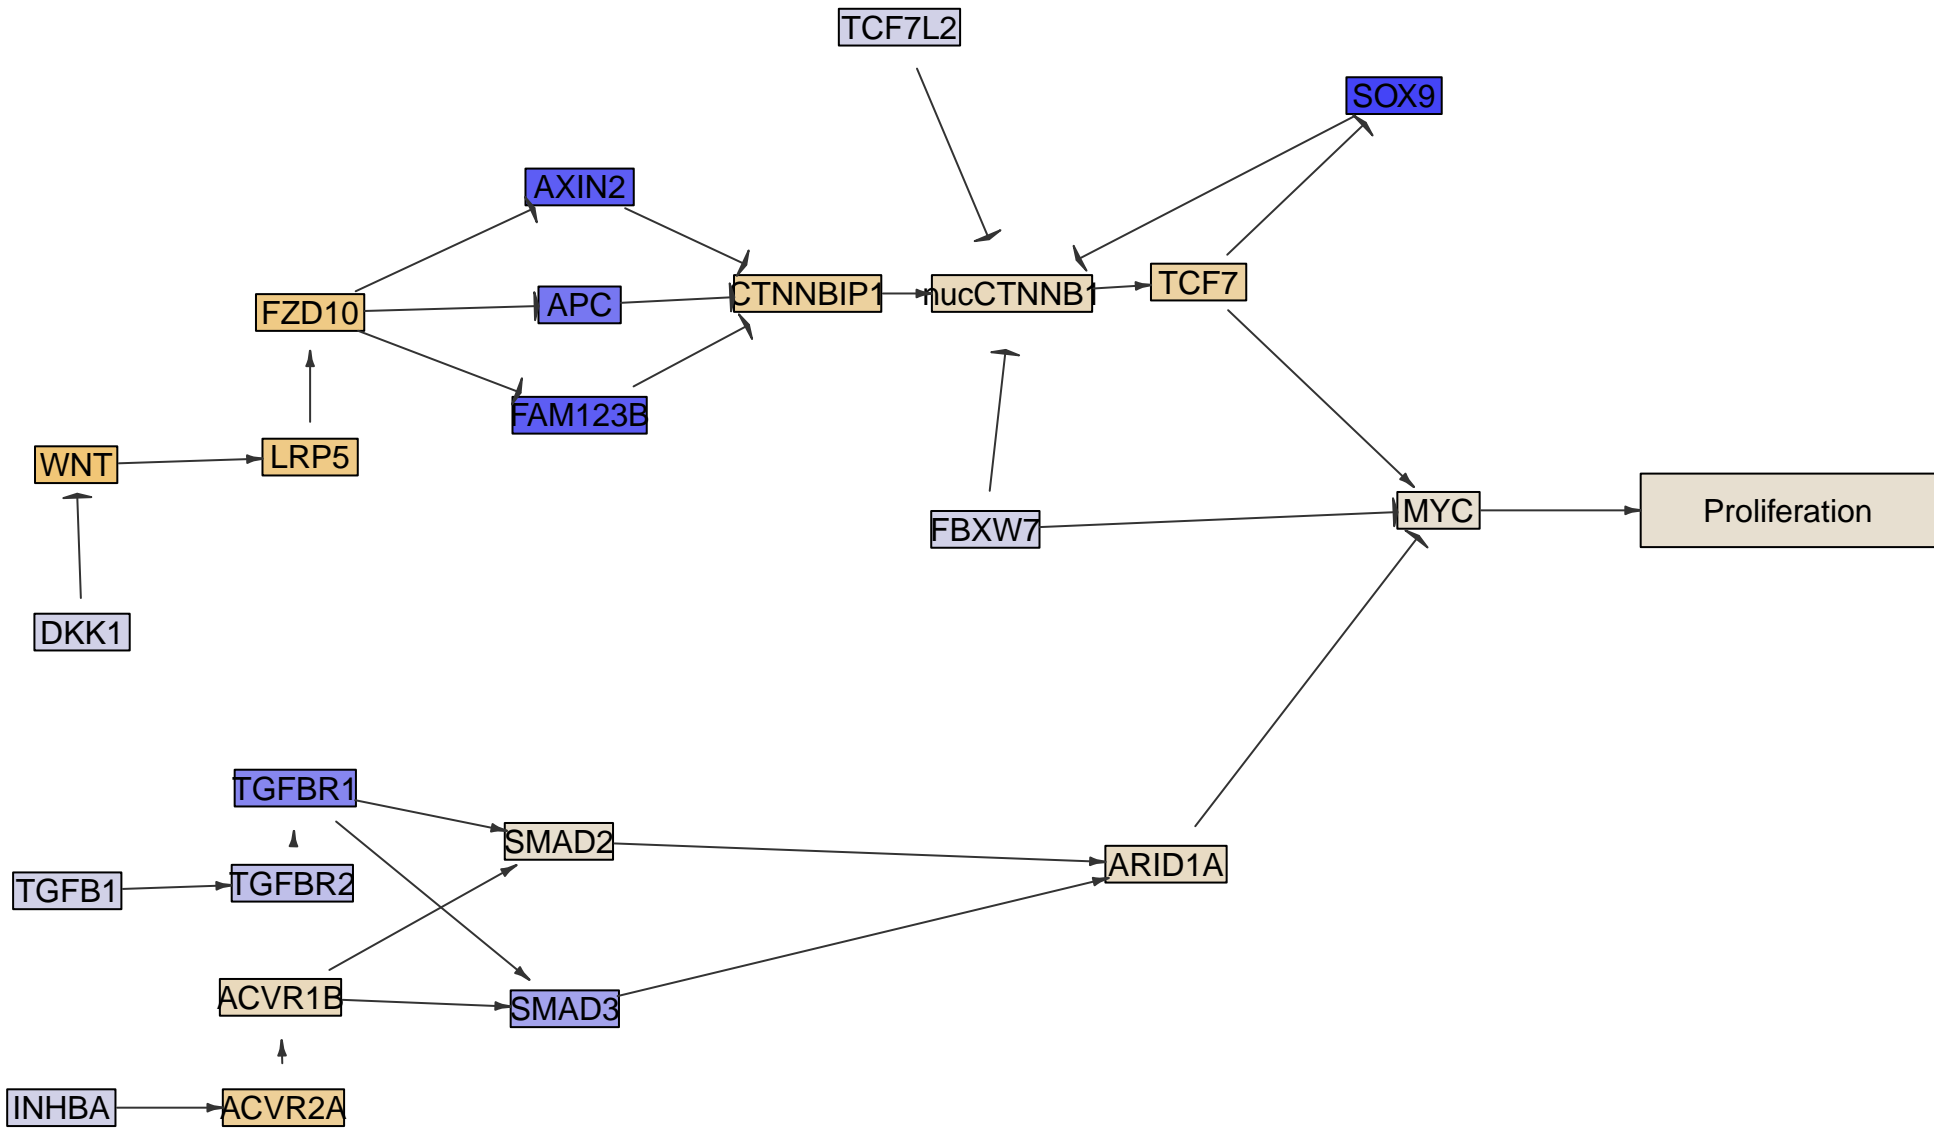 TCF7L2
SOX9
AXIN2
FZD10
APC
CTNNBIP1
nucCTNNB1
TCF7
FAM123B
WNT
LRP5
FBXW7
MYC
Proliferation
DKK1
TGFBR1
SMAD2
ARID1A
TGFB1
TGFBR2
ACVR1B
SMAD3
INHBA
ACVR2A